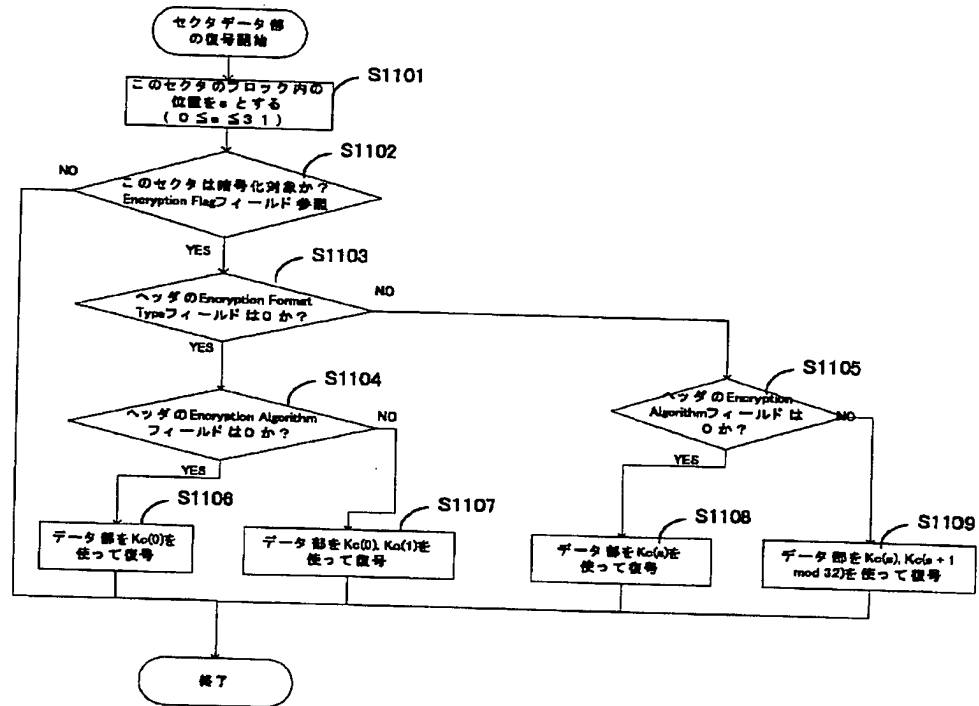 セクタデータ部
の復号開始
S1101
このセクタのブロック内の
位置をsとする
( 0 ≦s ≦3 1 )
S1102
NO
このセクタは暗号化対象か?
Encryption Flagフィールド参照
YES
S1103
NO
ヘッダのEncryption Format
Typeフィールドは0か?
YES
S1104
ヘッダのEncryption Algorithm
フィールドは0か?
NO
YES
S1105
ヘッダのEncryption
Algorithmフィールドは
0か?
NO
YES
S1106
データ部をKc(0)を
使って復号
S1107
データ部をKc(0), Kc(1)を
使って復号
S1108
データ部をKc(s)を
使って復号
S1109
データ部をKc(s), Kc(s + 1
mod 32)を使って復号
終了